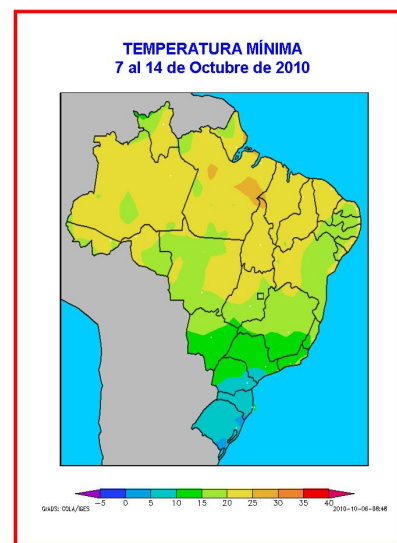 TEMPERATURA MÍNIMA
7 al 14 de Octubre de 2010
-5 0 5 10 15 20 25 30 35 40
GrADS: COLA/IGES 2010-10-06-08:48